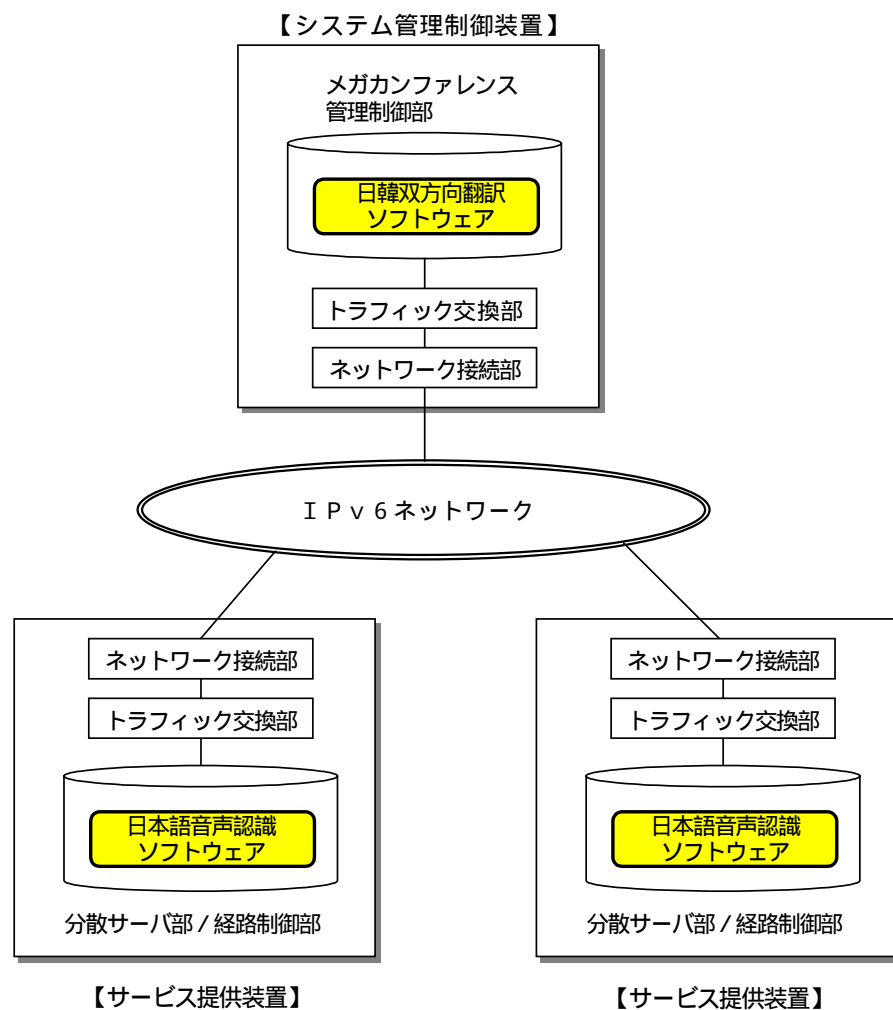 【システム管理制御装置】
メガカンファレンス
管理制御部
日韓双方向翻訳
ソフトウェア
トラフィック交換部
ネットワーク接続部
ＩＰｖ６ネットワーク
ネットワーク接続部
トラフィック交換部
日本語音声認識
ソフトウェア
分散サーバ部／経路制御部
【サービス提供装置】
ネットワーク接続部
トラフィック交換部
日本語音声認識
ソフトウェア
分散サーバ部／経路制御部
【サービス提供装置】